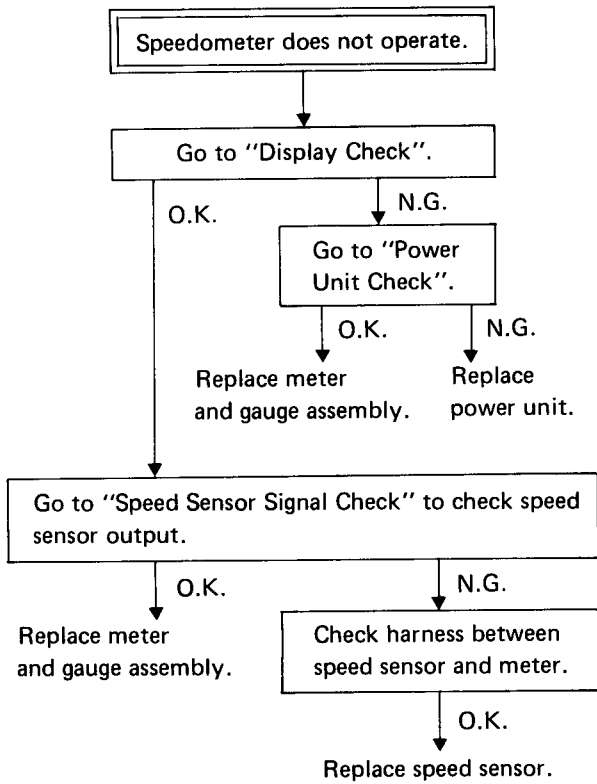 Speedometer does not operate.
Go to "Display Check".
O.K.
N.G.
Go to "Power
Unit Check".
O.K.
N.G.
Replace meter
and gauge assembly.
Replace
power unit.
Go to "Speed Sensor Signal Check" to check speed
sensor output.
O.K.
N.G.
Replace meter
and gauge assembly.
Check harness between
speed sensor and meter.
O.K.
Replace speed sensor.